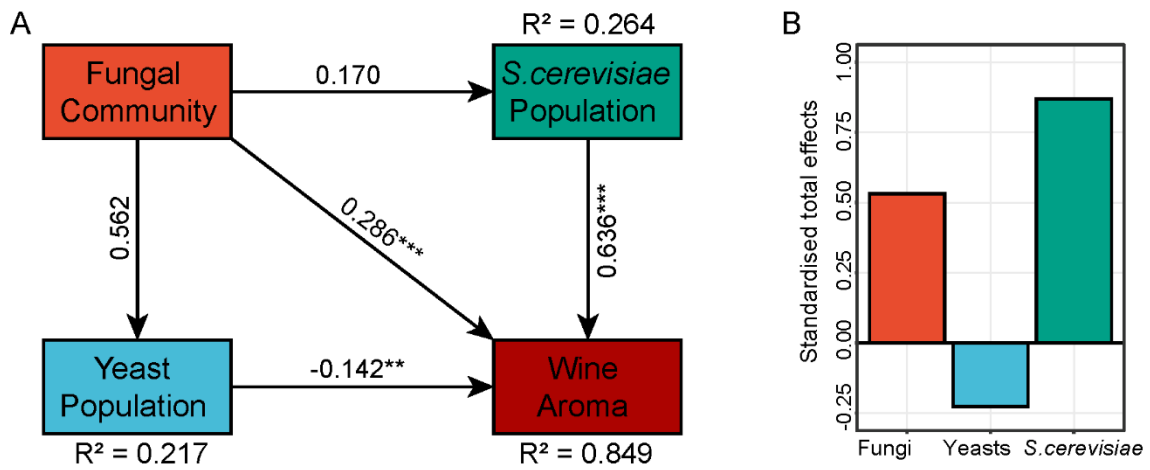 A
R² = 0.264
Fungal
Community
0.170
S.cerevisiae
Population
0.562
0.286***
0.636***
Yeast
Population
-0.142**
Wine
Aroma
R² = 0.217
R² = 0.849
B
Standardised total effects
1.00
0.75
0.50
0.25
0.00
-0.25
Fungi
Yeasts
S.cerevisiae